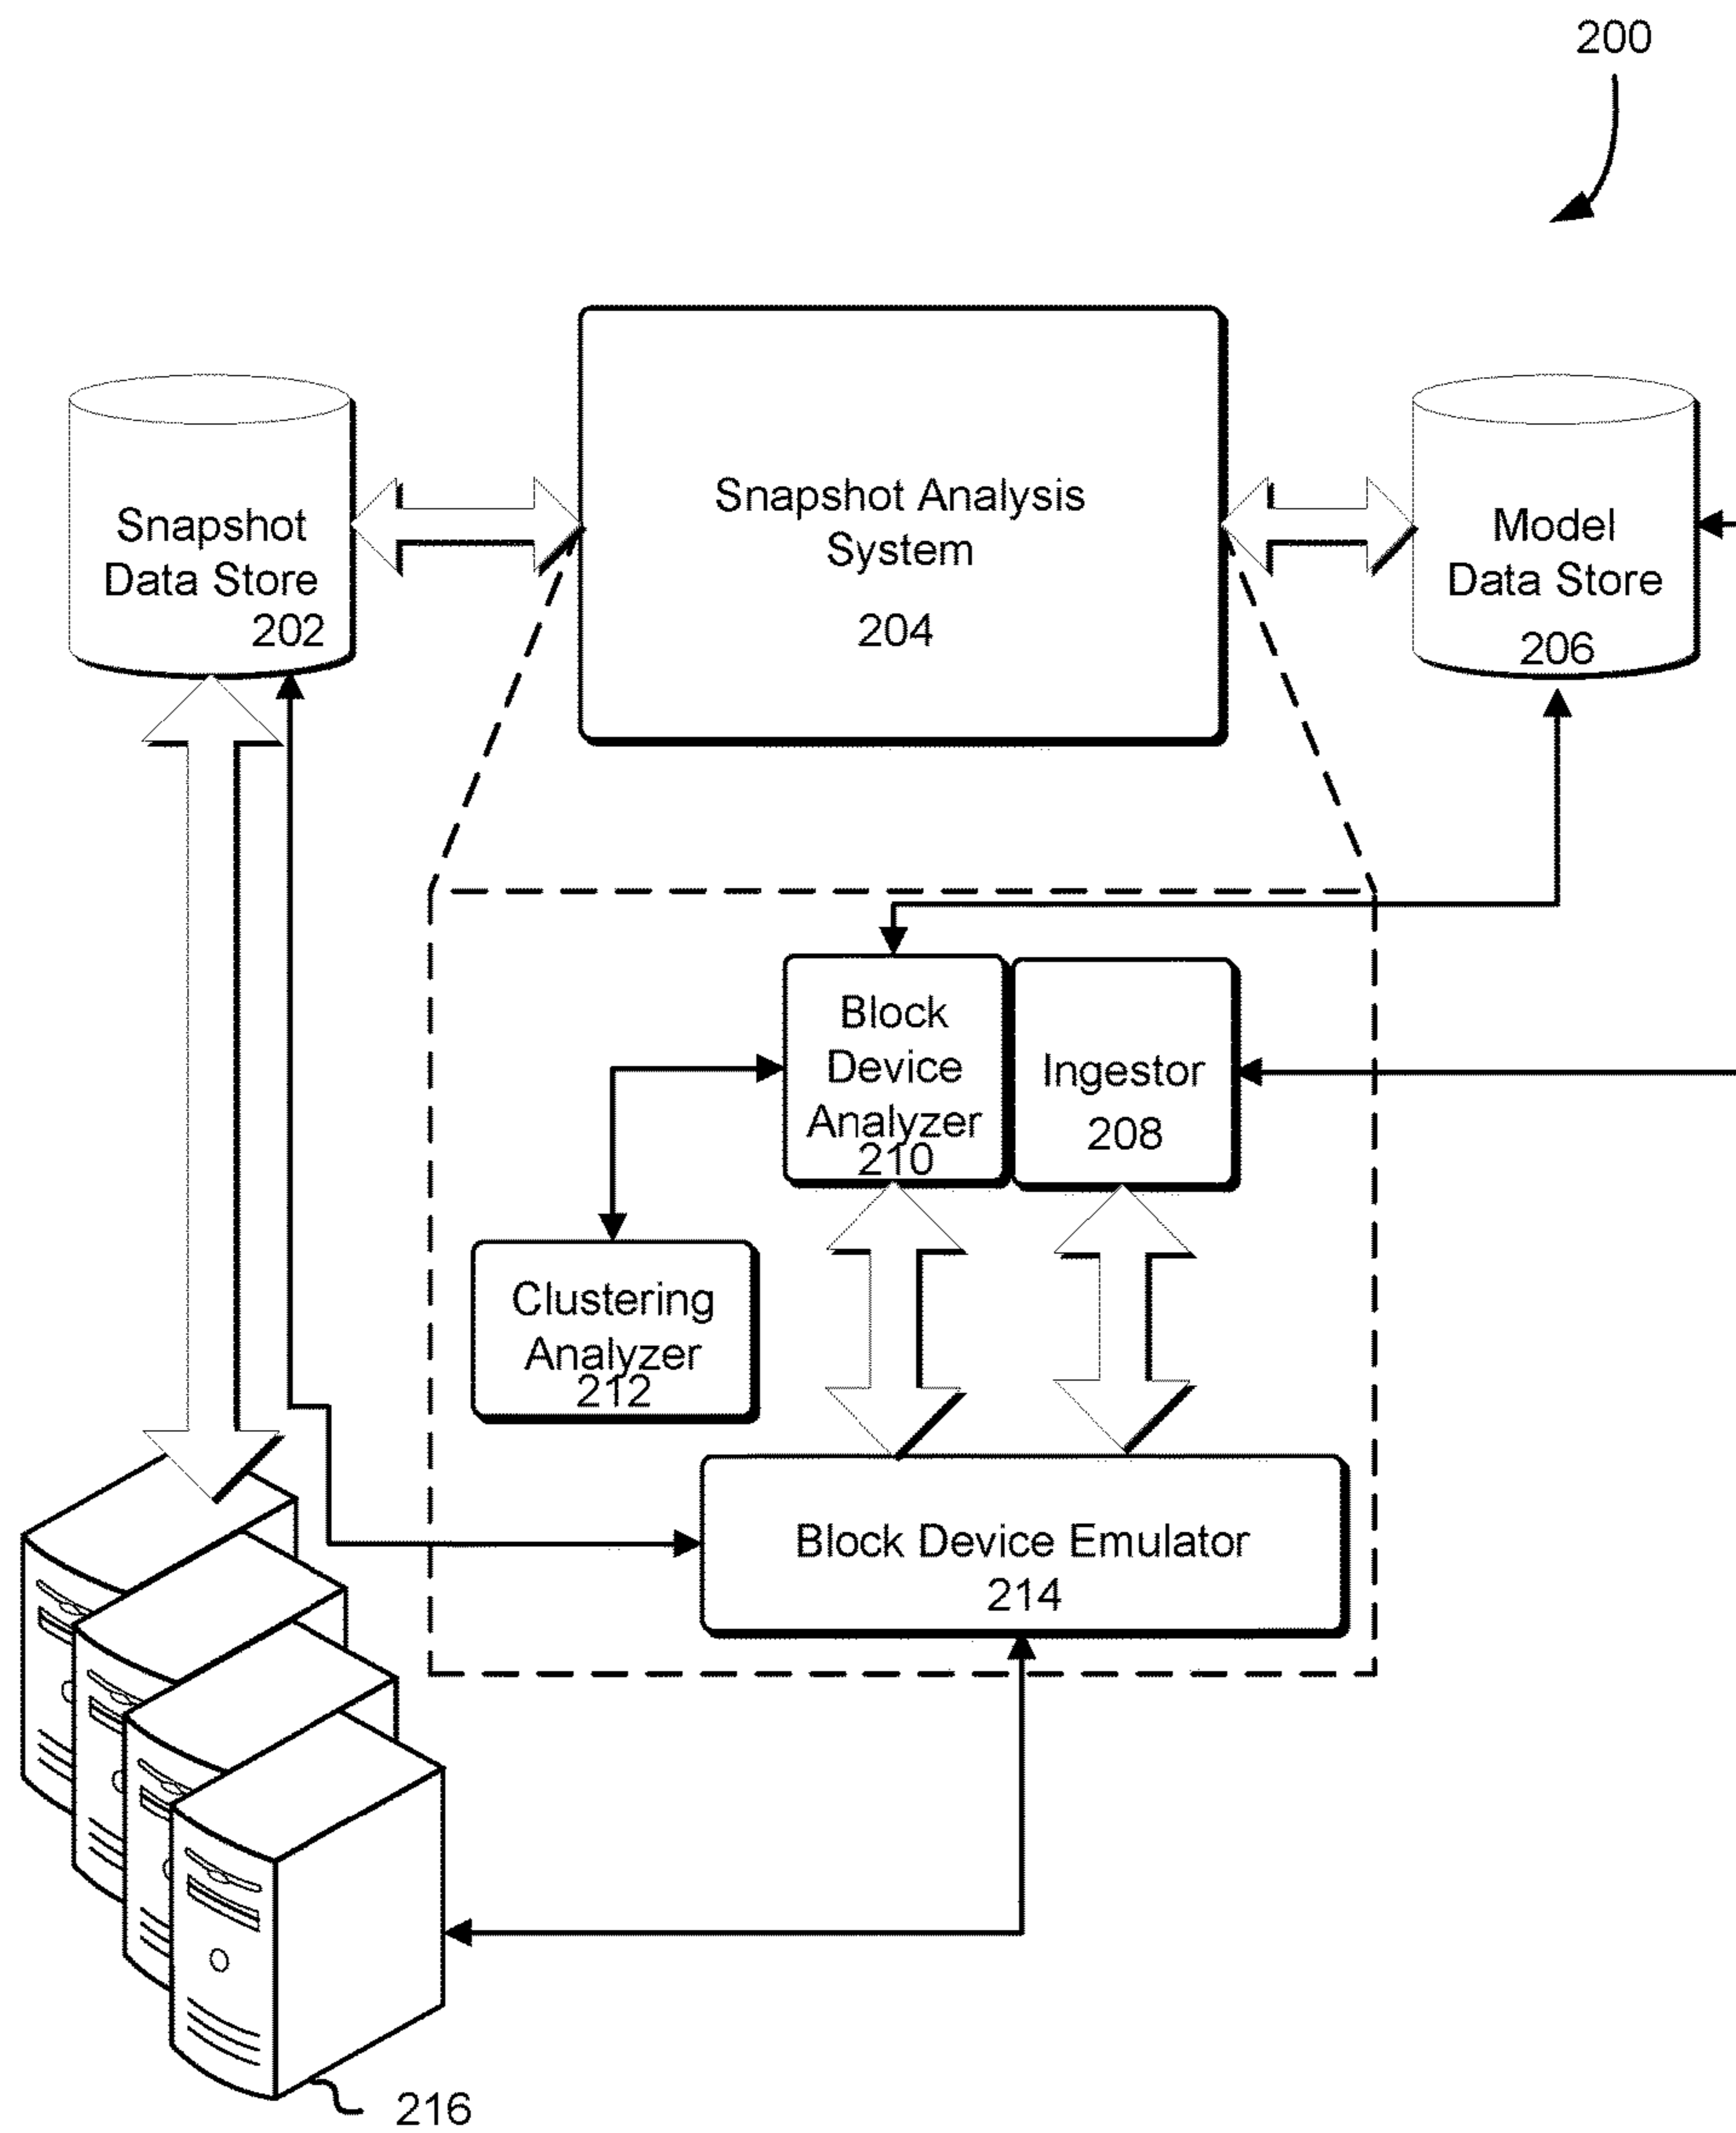 200
Snapshot
Data Store
202
Snapshot Analysis
System
204
Model
Data Store
206
Block
Device
Analyzer
210
Ingestor
208
Clustering
Analyzer
212
Block Device Emulator
214
216